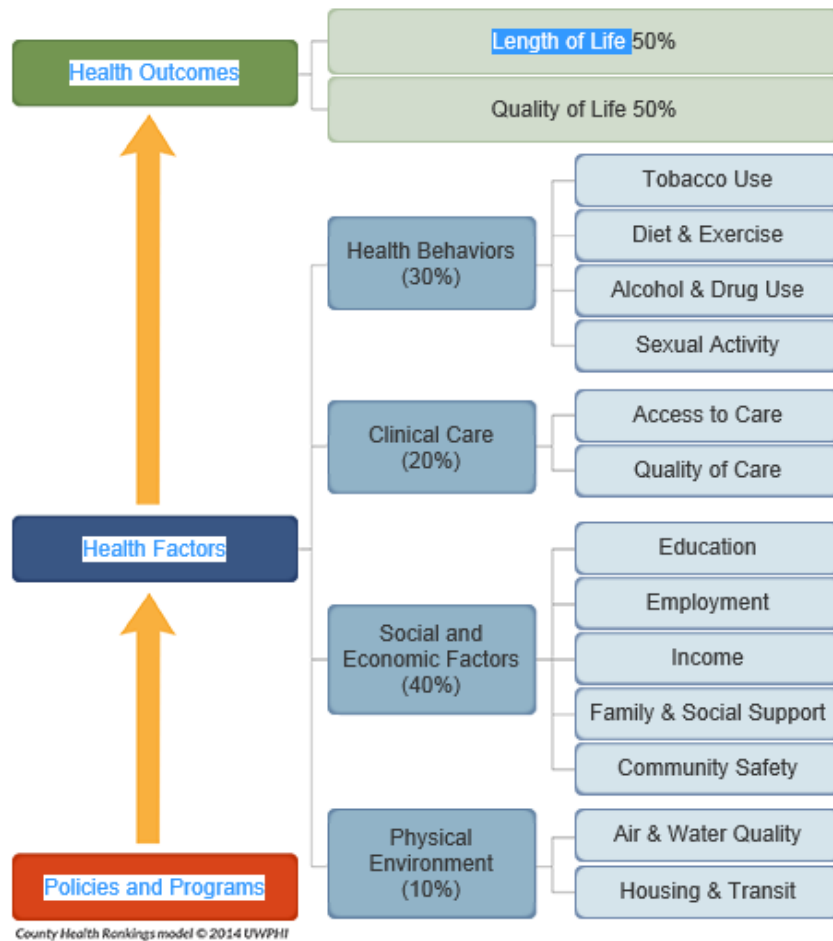 Health Outcomes
Length of Life 50%
Quality of Life 50%
Health Factors
Health Behaviors
(30%)
Tobacco Use
Diet & Exercise
Alcohol & Drug Use
Sexual Activity
Clinical Care
(20%)
Access to Care
Quality of Care
Social and
Economic Factors
(40%)
Education
Employment
Income
Family & Social Support
Community Safety
Physical
Environment
(10%)
Air & Water Quality
Housing & Transit
Policies and Programs
County Health Rankings model © 2014 UWPHI